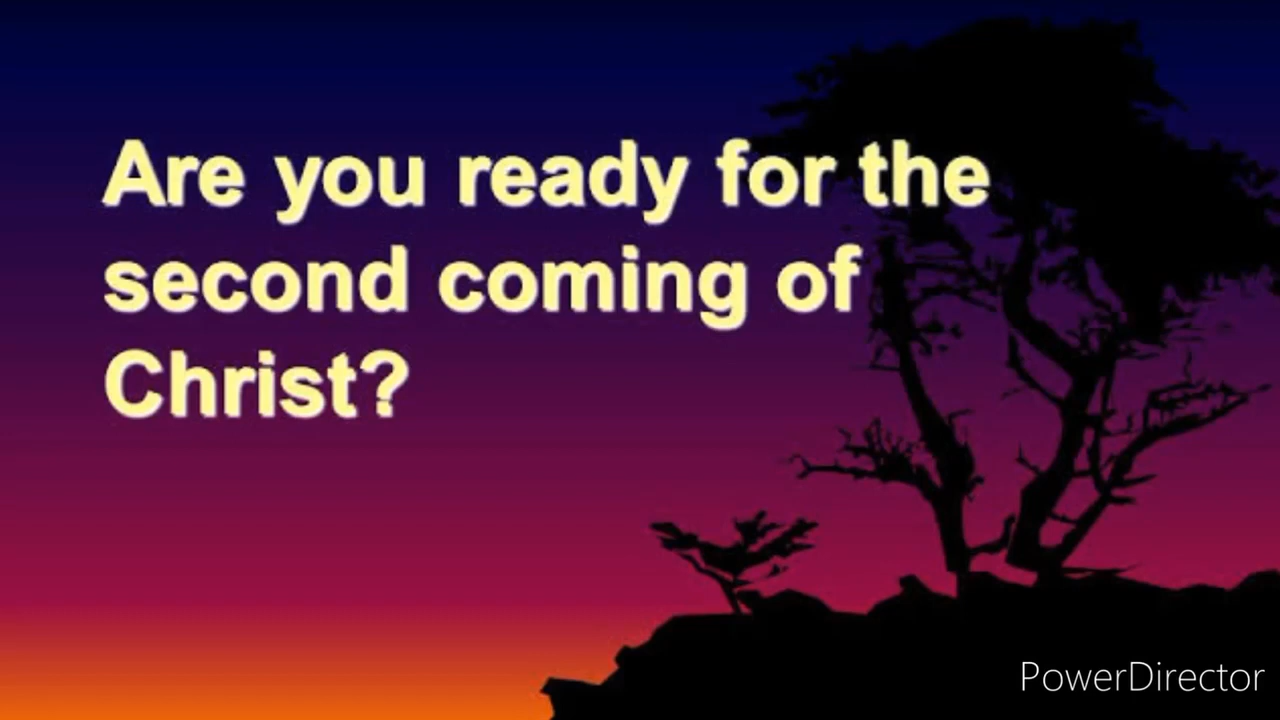 Are you ready for the
second coming of
Christ?
PowerDirector